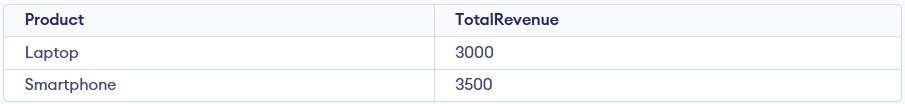 Product TotalRevenue
Laptop 3000
Smartphone 3500